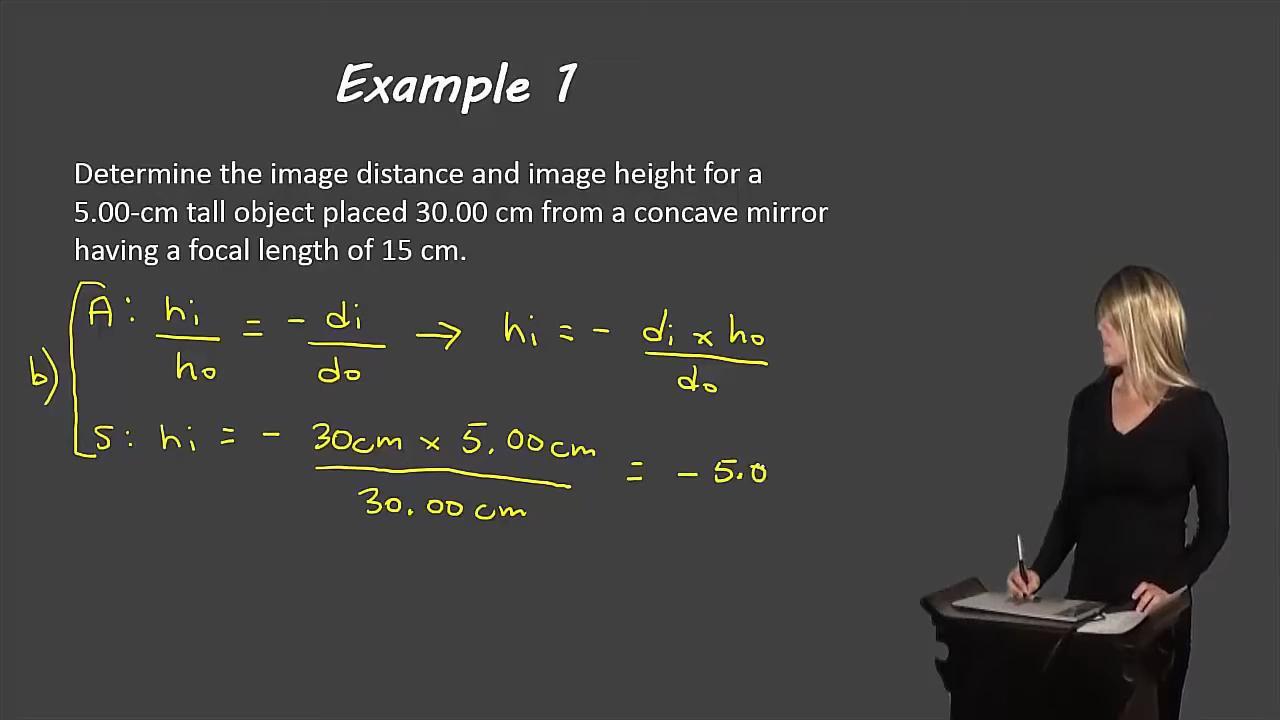 Example 1
Determine the image distance and image height for a
5.00-cm tall object placed 30.00 cm from a concave mirror
having a focal length of 15 cm.
b) A: hi/ho = - di/do → hi = - di x ho/do
S: hi = - 30cm x 5.00cm/30.00cm = - 5.0